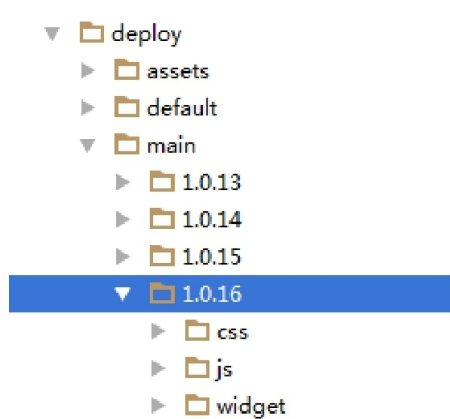 deploy
assets
default
main
1.0.13
1.0.14
1.0.15
1.0.16
css
js
widget